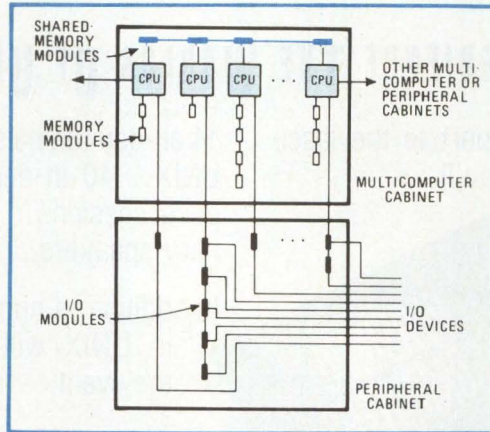 SHARED-
MEMORY
MODULES
CPU
CPU
CPU
CPU
OTHER MULTI-
COMPUTER OR
PERIPHERAL
CABINETS
MEMORY
MODULES
MULTICOMPUTER
CABINET
I/O
MODULES
I/O
DEVICES
PERIPHERAL
CABINET